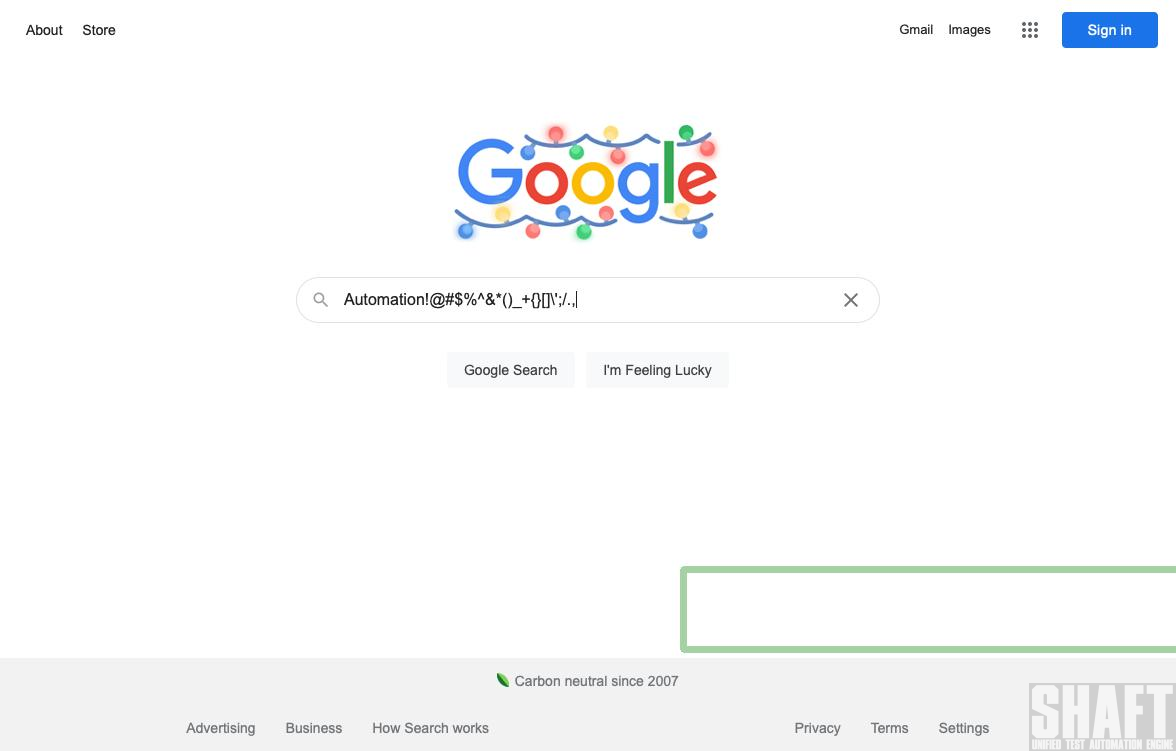 About Store
Gmail Images Sign in
Google
Automation!@#$%^&*()_+{}[]\';/.,
Google Search I'm Feeling Lucky
Carbon neutral since 2007
Advertising Business How Search works Privacy Terms Settings
SHAFT
UNIFIED TEST AUTOMATION ENGINE